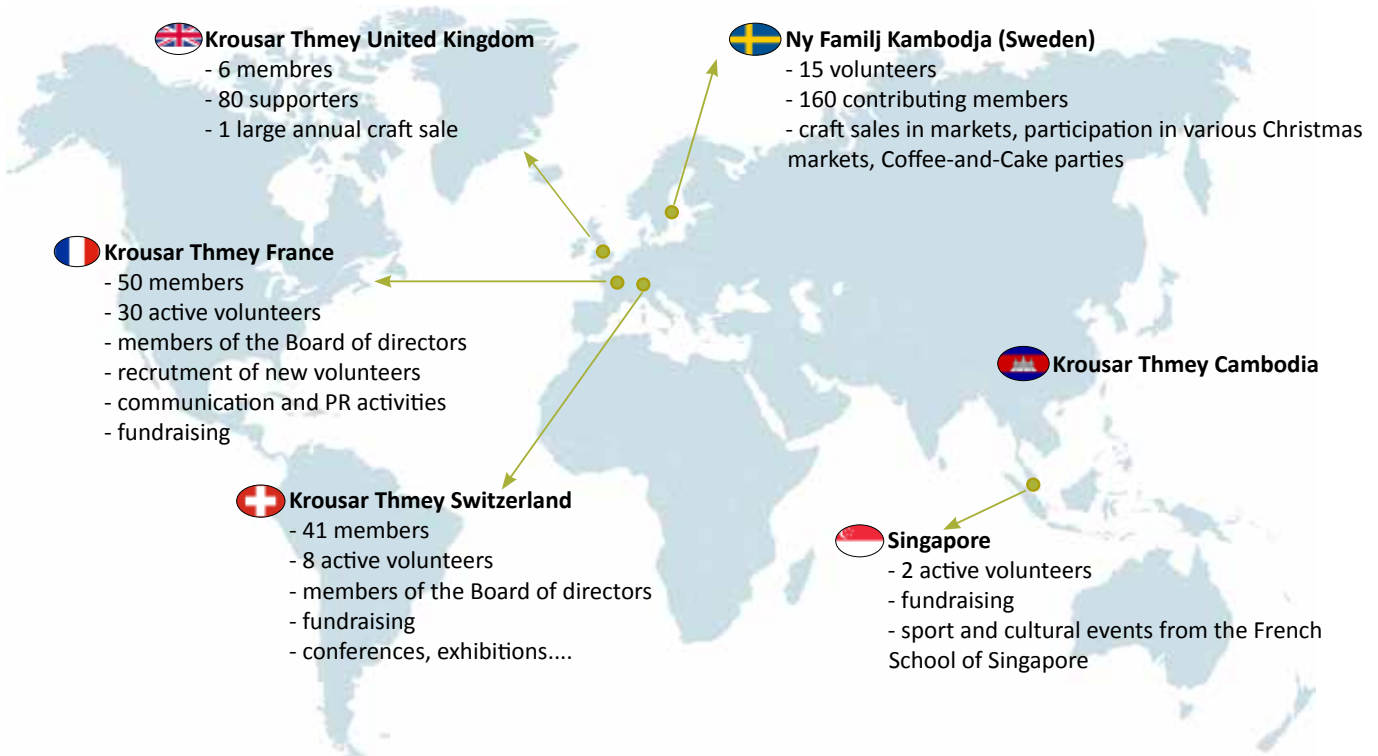 Krousar Thmey United Kingdom
- 6 membres
- 80 supporters
- 1 large annual craft sale
Ny Familj Kambodja (Sweden)
- 15 volunteers
- 160 contributing members
- craft sales in markets, participation in various Christmas
markets, Coffee-and-Cake parties
Krousar Thmey France
- 50 members
- 30 active volunteers
- members of the Board of directors
- recrutment of new volunteers
- communication and PR activities
- fundraising
Krousar Thmey Cambodia
Krousar Thmey Switzerland
- 41 members
- 8 active volunteers
- members of the Board of directors
- fundraising
- conferences, exhibitions....
Singapore
- 2 active volunteers
- fundraising
- sport and cultural events from the French
School of Singapore